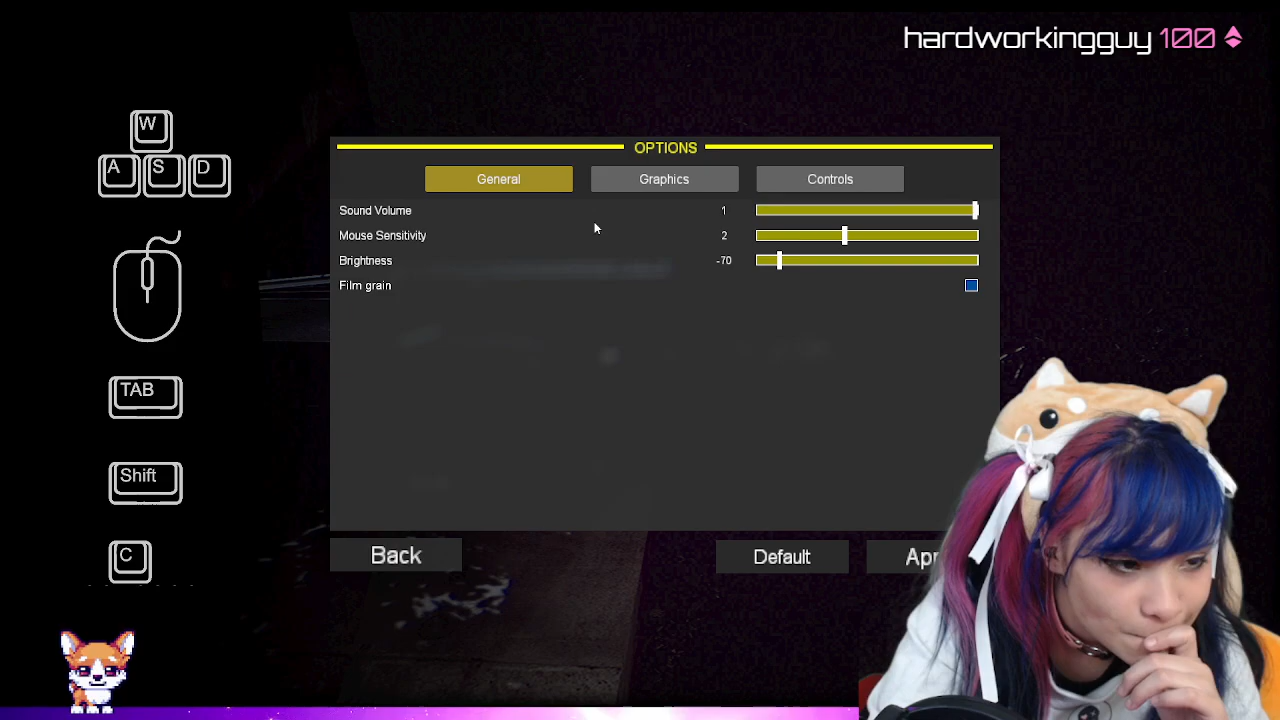 hardworkingguy 100
W
A S D
OPTIONS
General Graphics Controls
Sound Volume 1
Mouse Sensitivity 2
Brightness -70
Film grain
TAB
Shift
C
Back Default App